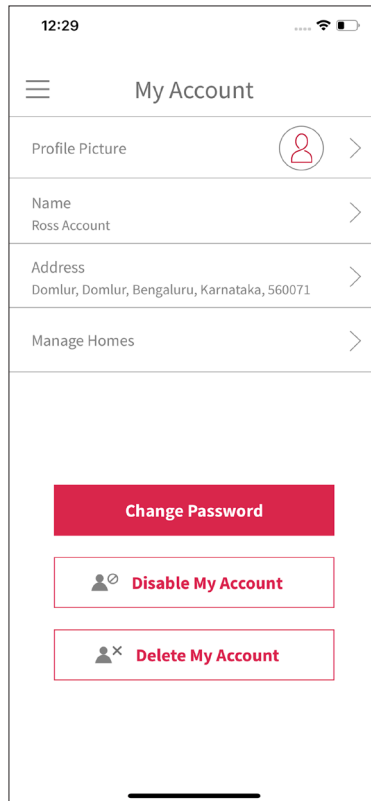 12:29
My Account
Profile Picture
Name
Ross Account
Address
Domlur, Domlur, Bengaluru, Karnataka, 560071
Manage Homes
Change Password
Disable My Account
Delete My Account